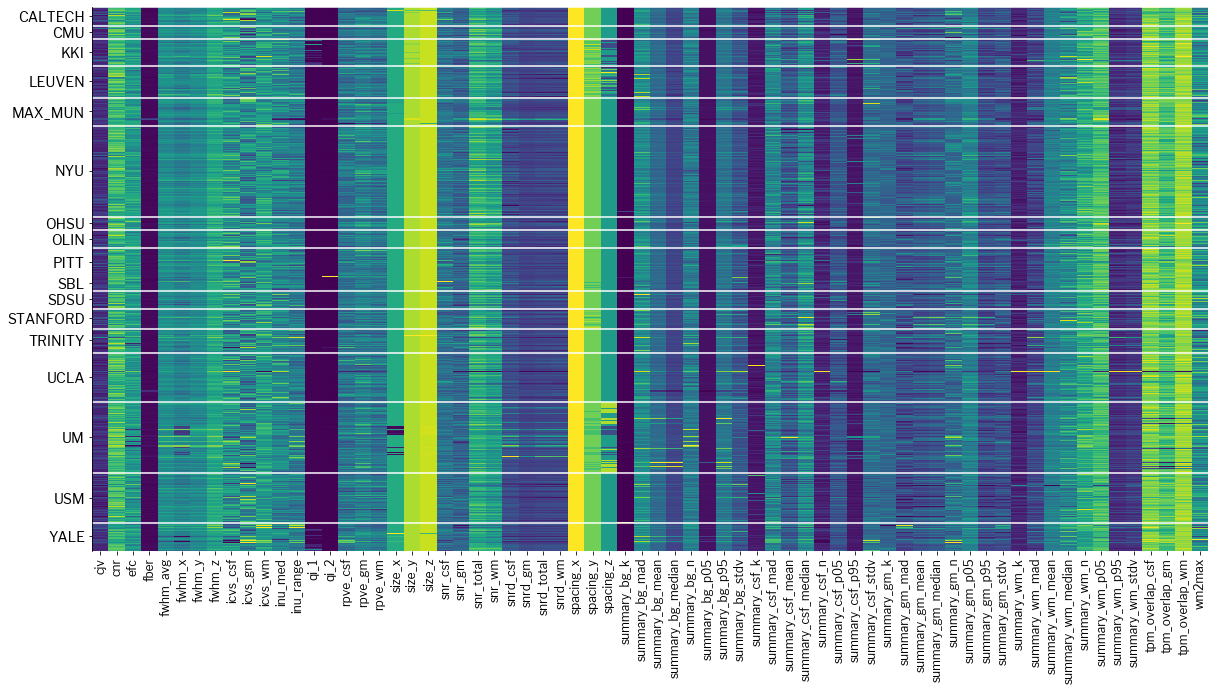 CALTECH
CMU
KKI
LEUVEN
MAX_MUN
NYU
OHSU
OLIN
PITT
SBL
SDSU
STANFORD
TRINITY
UCLA
UM
USM
YALE
cjv
cnr
efc
fber
fwhm_avg
fwhm_x
fwhm_y
fwhm_z
icvs_csf
icvs_gm
icvs_wm
inu_med
inu_range
qi_1
qi_2
rpve_csf
rpve_gm
rpve_wm
size_x
size_y
size_z
snr_csf
snr_gm
snr_total
snr_wm
snrd_csf
snrd_gm
snrd_total
snrd_wm
spacing_x
spacing_y
spacing_z
summary_bg_k
summary_bg_mad
summary_bg_mean
summary_bg_median
summary_bg_n
summary_bg_p05
summary_bg_p95
summary_bg_stdv
summary_csf_k
summary_csf_mad
summary_csf_mean
summary_csf_median
summary_csf_n
summary_csf_p05
summary_csf_p95
summary_csf_stdv
summary_gm_k
summary_gm_mad
summary_gm_mean
summary_gm_median
summary_gm_n
summary_gm_p05
summary_gm_p95
summary_gm_stdv
summary_wm_k
summary_wm_mad
summary_wm_mean
summary_wm_median
summary_wm_n
summary_wm_p05
summary_wm_p95
summary_wm_stdv
tpm_overlap_csf
tpm_overlap_gm
tpm_overlap_wm
wm2max